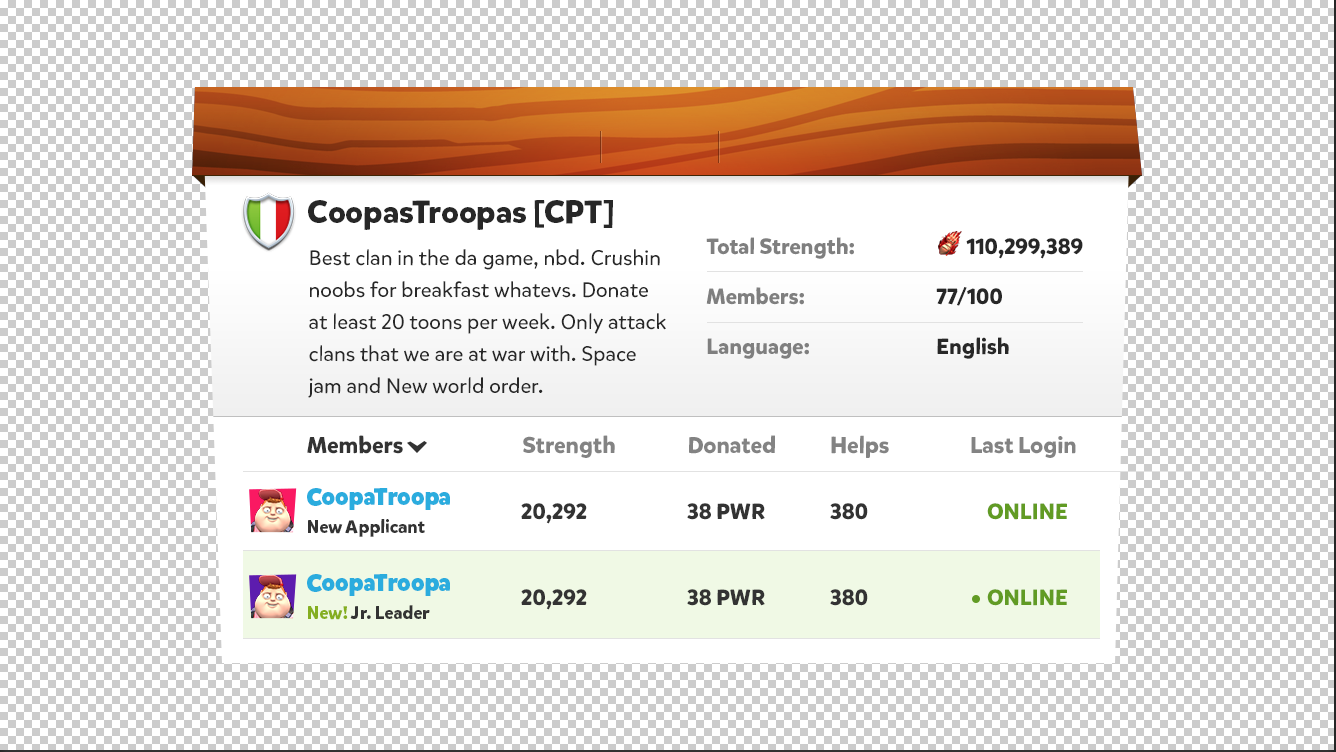 CoopasTroopas [CPT]
Best clan in the da game, nbd. Crushin
noobs for breakfast whatevs. Donate
at least 20 toons per week. Only attack
clans that we are at war with. Space
jam and New world order.
Total Strength: 110,299,389
Members: 77/100
Language: English
Members Strength Donated Helps Last Login
CoopaTroopa
New Applicant
20,292 38 PWR 380 ONLINE
CoopaTroopa
New! Jr. Leader
20,292 38 PWR 380 • ONLINE